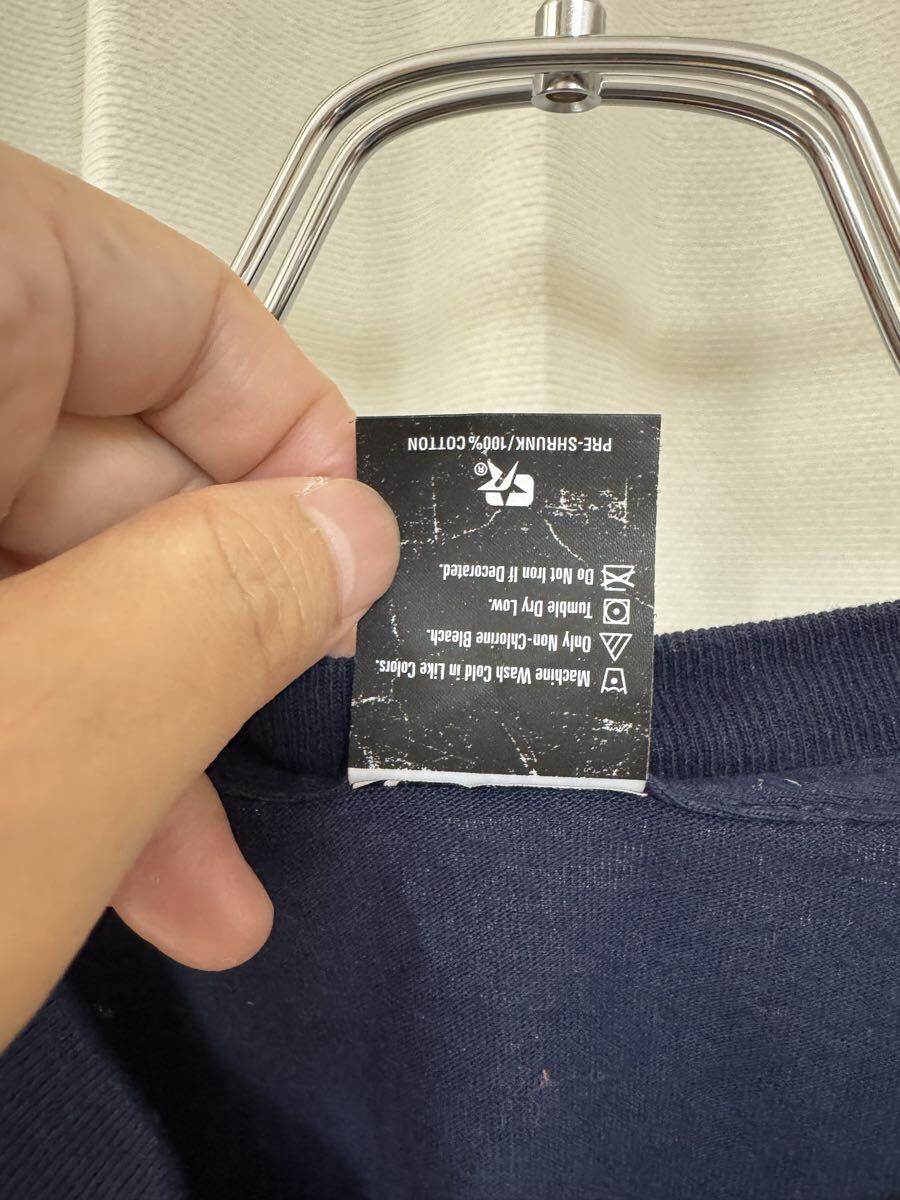 Machine Wash Cold in Like Colors.
Only Non-Chlorine Bleach.
Tumble Dry Low.
Do Not Iron If Decorated.
®
PRE-SHRUNK/100% COTTON